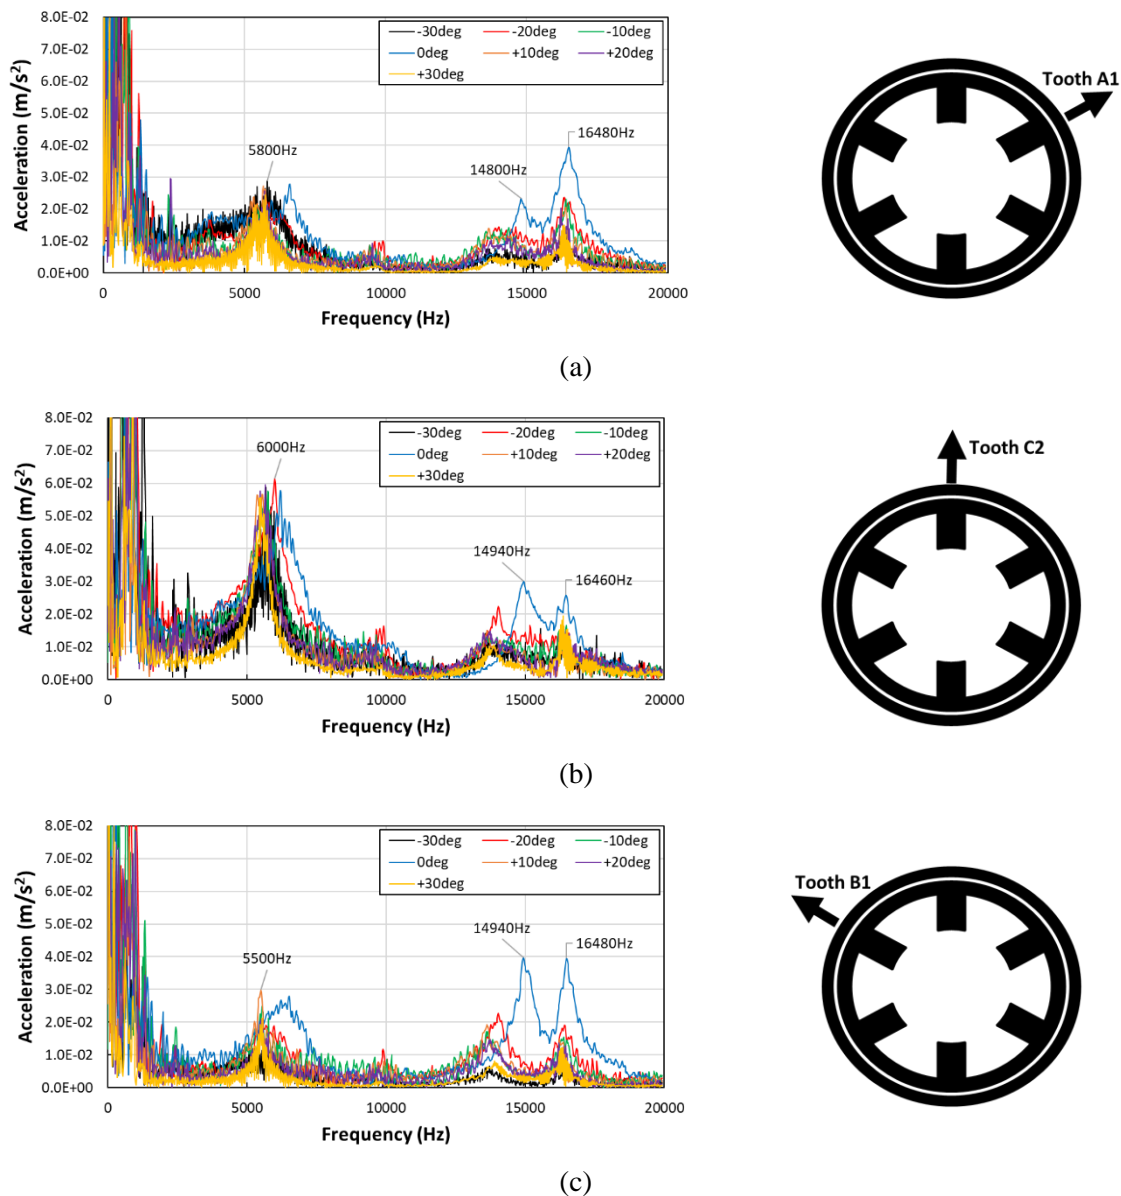 8.0E-02
7.0E-02
6.0E-02
5.0E-02
4.0E-02
3.0E-02
2.0E-02
1.0E-02
0.0E+00
Acceleration (m/s²)
-30deg -20deg -10deg
0deg +10deg +20deg
+30deg
5800Hz
14800Hz
16480Hz
0 5000 10000 15000 20000
Frequency (Hz)
Tooth A1
(a)
8.0E-02
7.0E-02
6.0E-02
5.0E-02
4.0E-02
3.0E-02
2.0E-02
1.0E-02
0.0E+00
Acceleration (m/s²)
-30deg -20deg -10deg
0deg +10deg +20deg
+30deg
6000Hz
14940Hz
16460Hz
0 5000 10000 15000 20000
Frequency (Hz)
Tooth C2
(b)
8.0E-02
7.0E-02
6.0E-02
5.0E-02
4.0E-02
3.0E-02
2.0E-02
1.0E-02
0.0E+00
Acceleration (m/s²)
-30deg -20deg -10deg
0deg +10deg +20deg
+30deg
5500Hz
14940Hz
16480Hz
0 5000 10000 15000 20000
Frequency (Hz)
Tooth B1
(c)